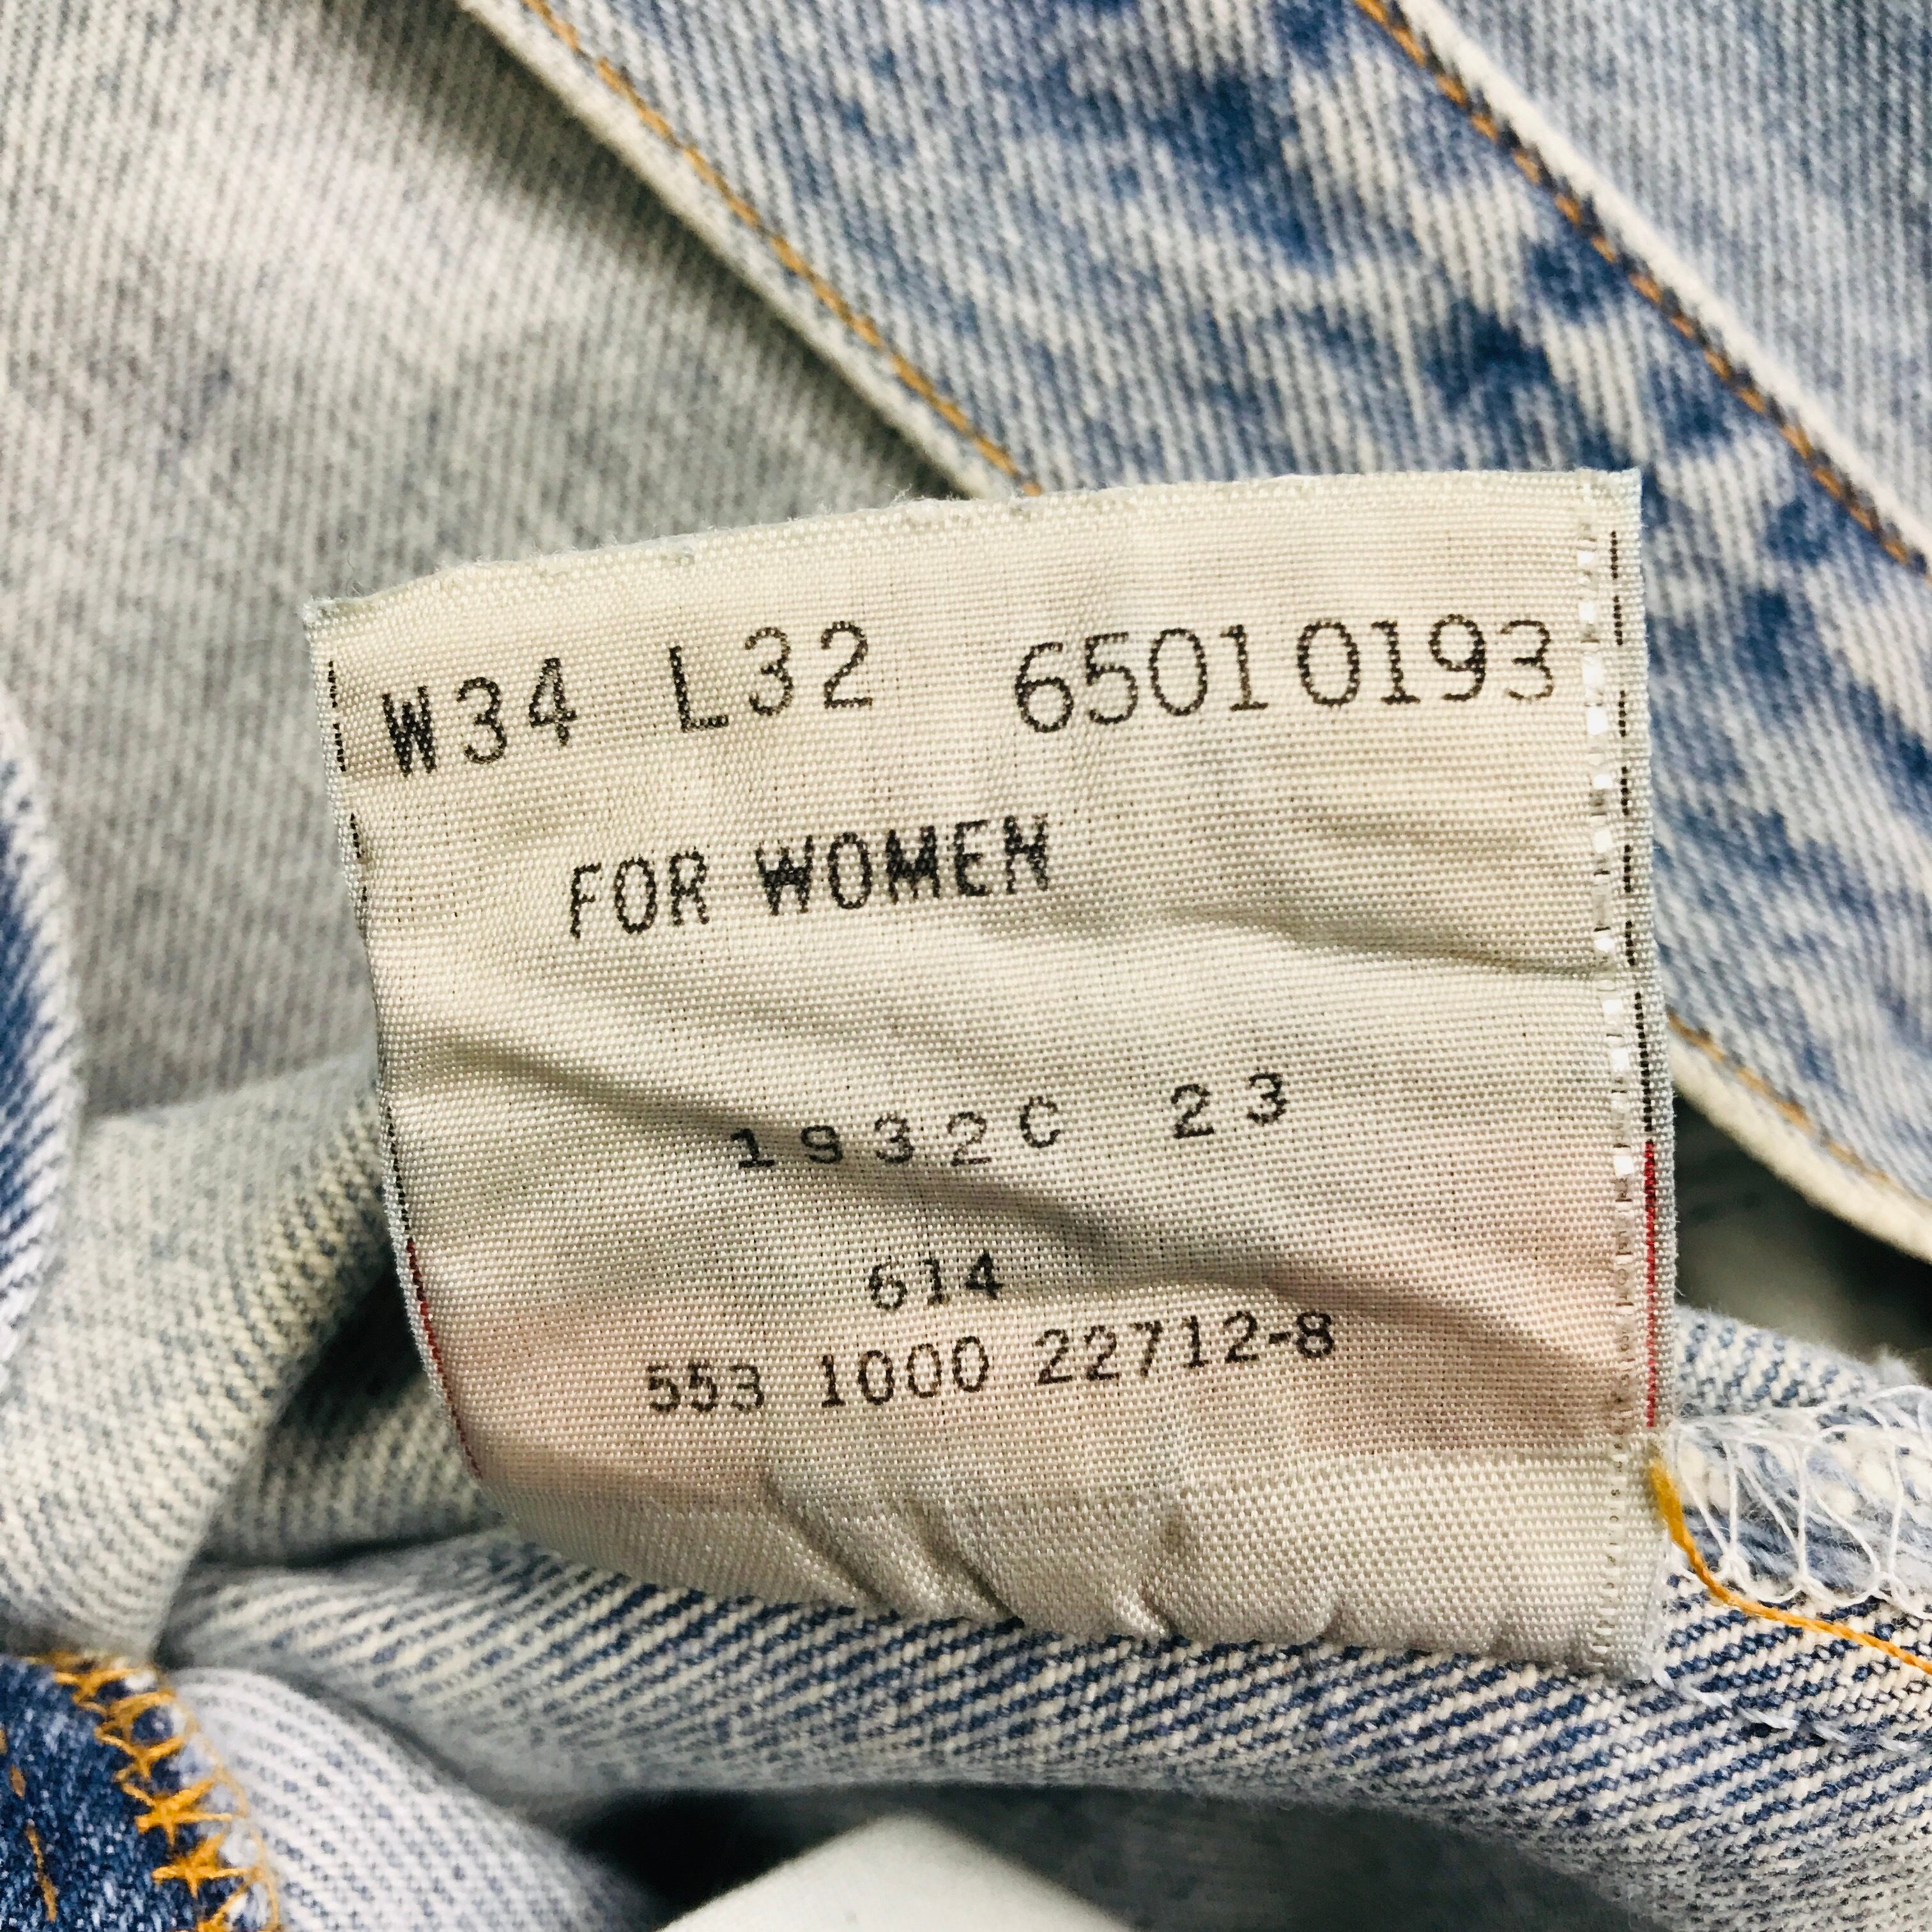 W34 L32 65010193
FOR WOMEN
1932C 23
614
553 1000 22712-8